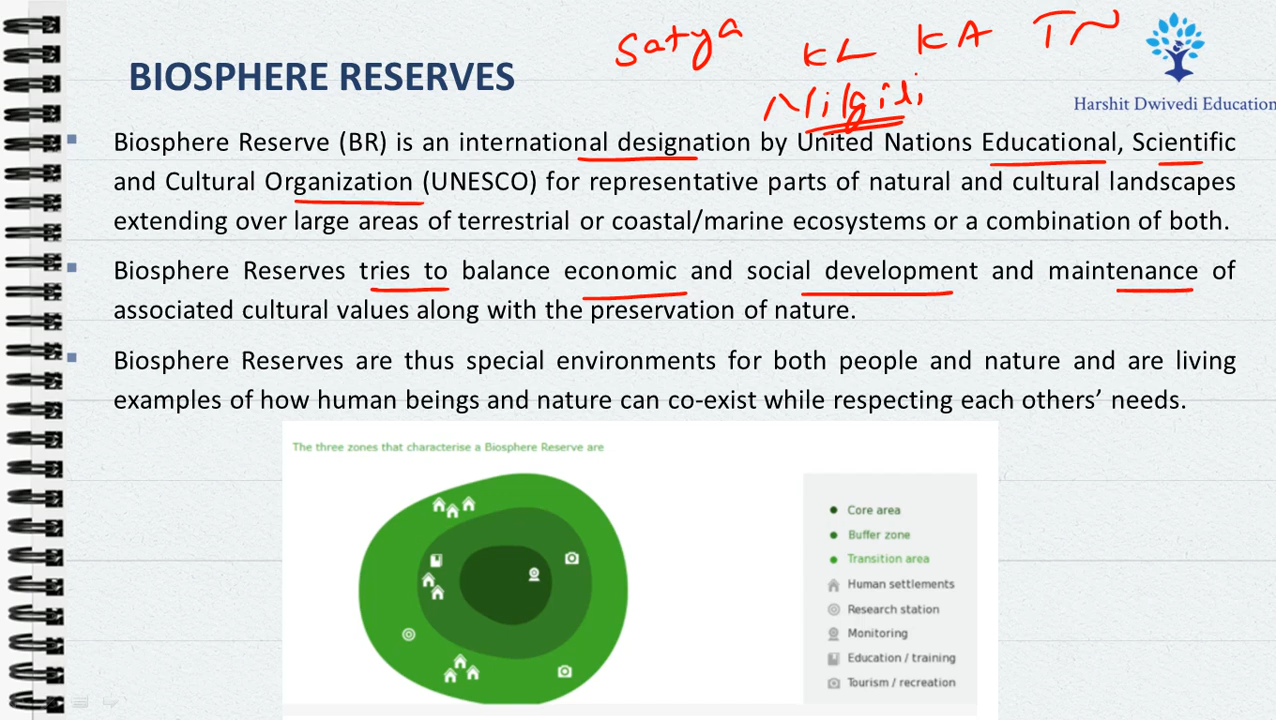 Satya KL KA TN
Nilgiri
Harshit Dwivedi Education
BIOSPHERE RESERVES
Biosphere Reserve (BR) is an international designation by United Nations Educational, Scientific
and Cultural Organization (UNESCO) for representative parts of natural and cultural landscapes
extending over large areas of terrestrial or coastal/marine ecosystems or a combination of both.
Biosphere Reserves tries to balance economic and social development and maintenance of
associated cultural values along with the preservation of nature.
Biosphere Reserves are thus special environments for both people and nature and are living
examples of how human beings and nature can co-exist while respecting each others' needs.
The three zones that characterise a Biosphere Reserve are
Core area
Buffer zone
Transition area
Human settlements
Research station
Monitoring
Education / training
Tourism / recreation